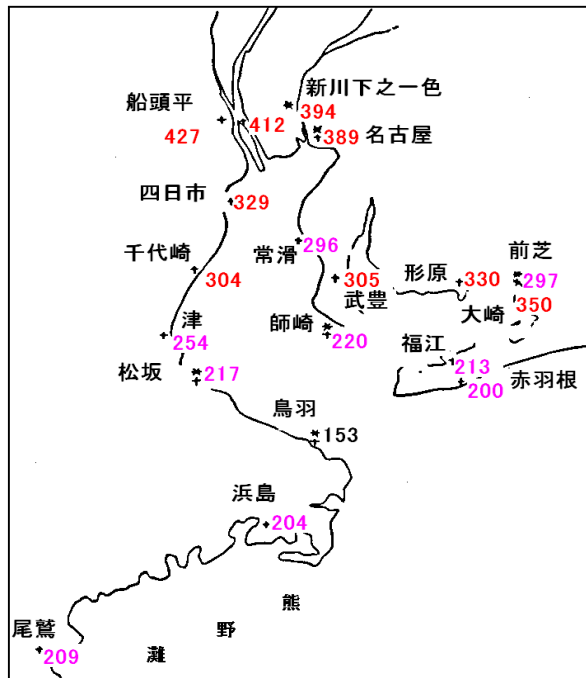 新川下之一色
394
船頭平
427
412
389
名古屋
四日市
329
千代崎
304
常滑
296
305
武豊
形原
330
前芝
297
大崎
350
津
254
師崎
220
福江
213
松坂
217
200
赤羽根
鳥羽
153
浜島
204
熊
野
灘
尾鷲
209